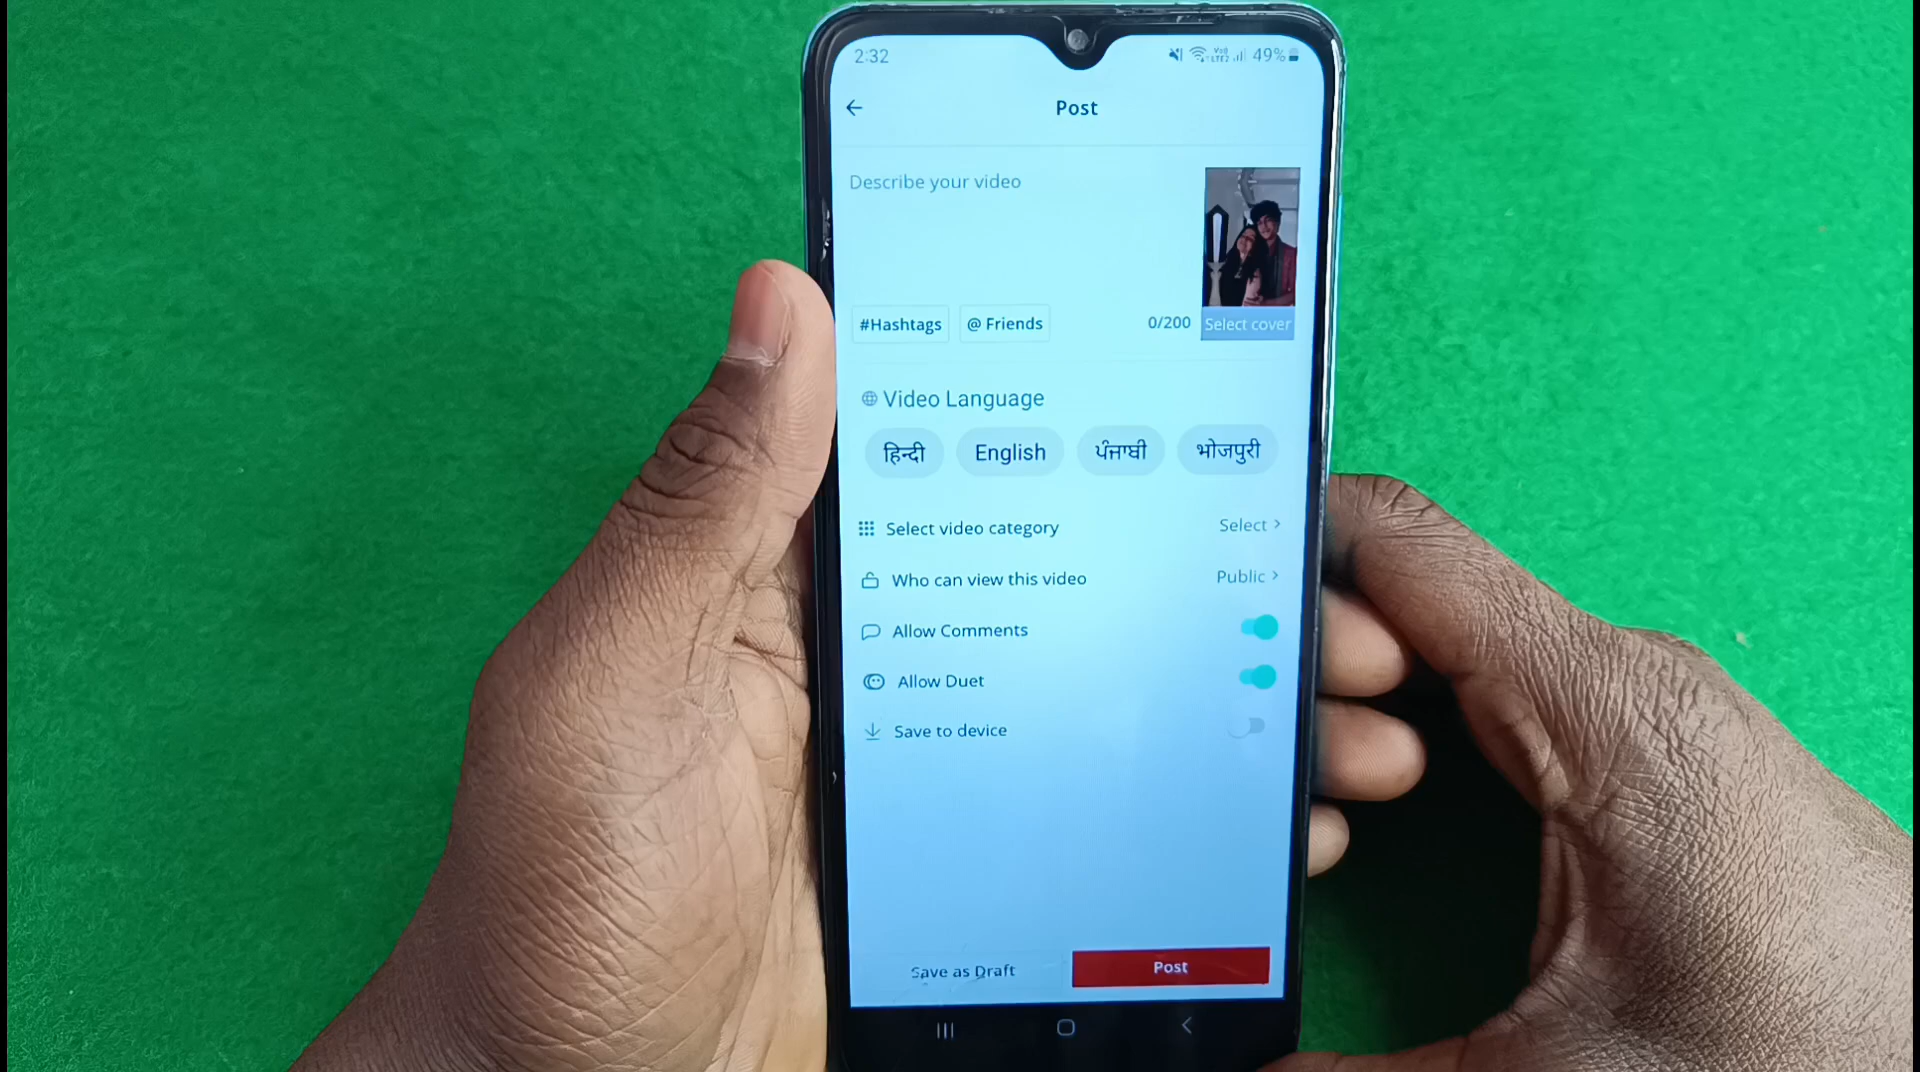 2:32
49%
Post
Describe your video
#Hashtags
@ Friends
0/200
Select cover
Video Language
हिन्दी
English
ਪੰਜਾਬੀ
भोजपुरी
Select video category
Select
Who can view this video
Public
Allow Comments
Allow Duet
Save to device
Save as Draft
Post